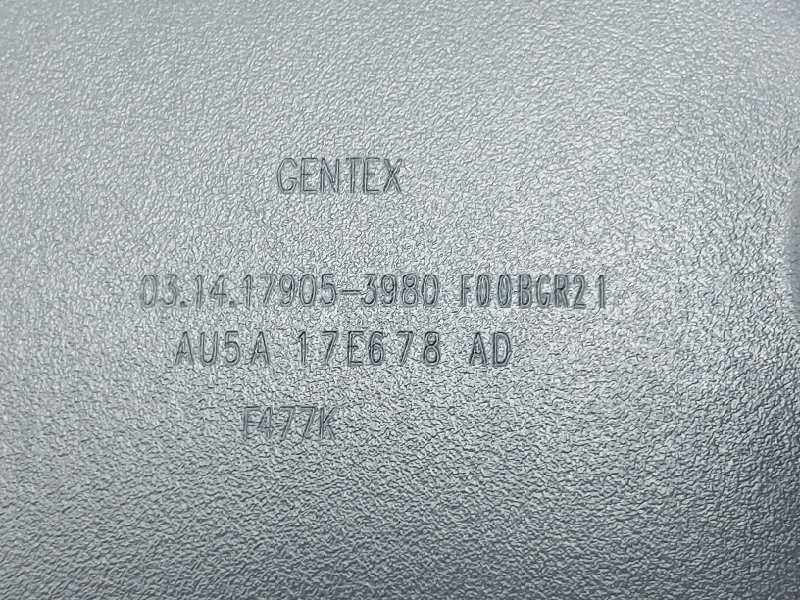 GENTEX
03.14.17905-3980 F00BGR21
AU5A 17E678 AD
F477K